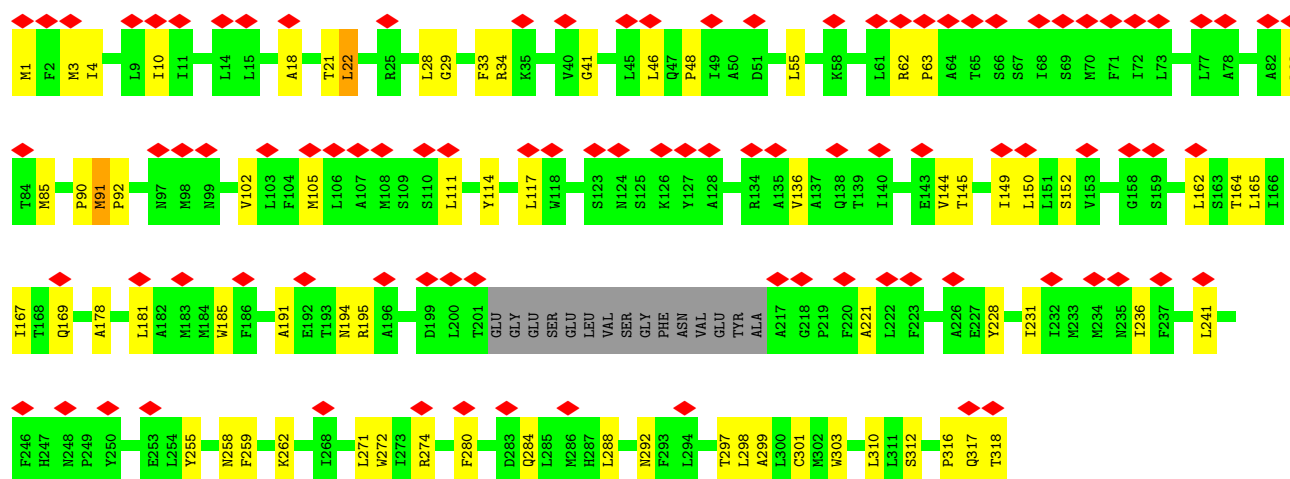 M1 F2 M3 I4 L9 I10 I11 L14 L15 A18 T21 L22 R25 L28 G29 F33 R34 K35 V40 G41 L45 L46 Q47 P48 I49 A50 D51 L55 K58 L61 R62 P63 A64 T65 S66 S67 I68 S69 M70 F71 I72 L73 L77 A78 A82
T84 M85 P90 M91 P92 N97 M98 N99 V102 L103 F104 M105 L106 A107 M108 S109 S110 L111 Y114 L117 W118 S123 N124 S125 K126 Y127 A128 R134 A135 V136 A137 Q138 T139 I140 E143 V144 T145 I149 L150 L151 S152 V153 G158 S159 L162 S163 T164 L165 I166
I167 T168 Q169 A178 L181 A182 M183 M184 W185 F186 A191 E192 T193 N194 R195 A196 D199 L200 T201 GLU GLY GLU SER GLU LEU VAL SER GLY PHE ASN VAL GLU TYR ALA A217 G218 P219 F220 A221 L222 F223 A226 E227 Y228 I231 I232 M233 M234 N235 I236 F237 L241
F246 H247 N248 P249 Y250 E253 L254 Y255 N258 F259 K262 I268 L271 W272 I273 R274 F280 D283 Q284 L285 M286 H287 L288 N292 F293 L294 T297 L298 A299 L300 C301 M302 W303 L310 L311 S312 P316 Q317 T318